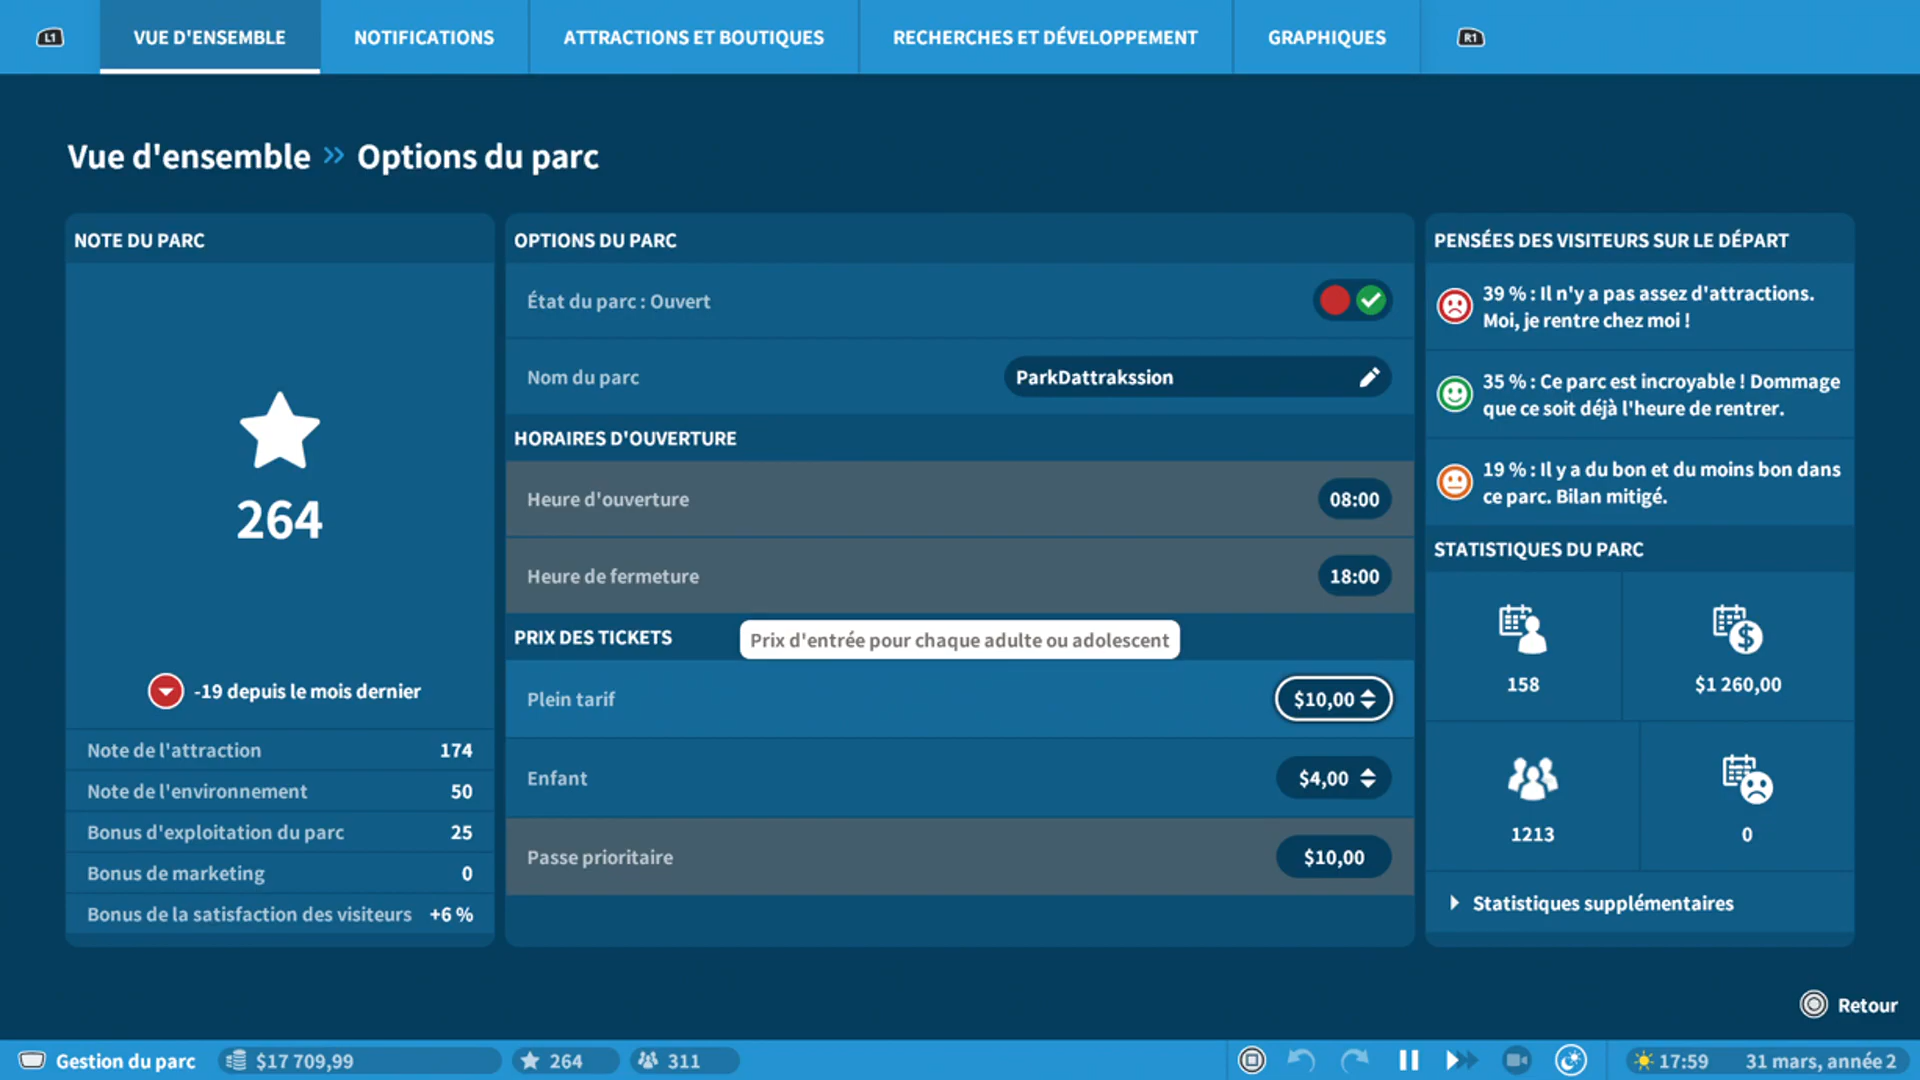 L1
VUE D'ENSEMBLE
NOTIFICATIONS
ATTRACTIONS ET BOUTIQUES
RECHERCHES ET DÉVELOPPEMENT
GRAPHIQUES
R1
Vue d'ensemble » Options du parc
NOTE DU PARC
264
-19 depuis le mois dernier
Note de l'attraction 174
Note de l'environnement 50
Bonus d'exploitation du parc 25
Bonus de marketing 0
Bonus de la satisfaction des visiteurs +6 %
OPTIONS DU PARC
État du parc : Ouvert
Nom du parc ParkDattrakssion
HORAIRES D'OUVERTURE
Heure d'ouverture 08:00
Heure de fermeture 18:00
PRIX DES TICKETS
Prix d'entrée pour chaque adulte ou adolescent
Plein tarif $10,00
Enfant $4,00
Passe prioritaire $10,00
PENSÉES DES VISITEURS SUR LE DÉPART
39 % : Il n'y a pas assez d'attractions.
Moi, je rentre chez moi !
35 % : Ce parc est incroyable ! Dommage
que ce soit déjà l'heure de rentrer.
19 % : Il y a du bon et du moins bon dans
ce parc. Bilan mitigé.
STATISTIQUES DU PARC
158
$1 260,00
1213
0
Statistiques supplémentaires
Retour
Gestion du parc
$17 709,99
264
311
17:59
31 mars, année 2